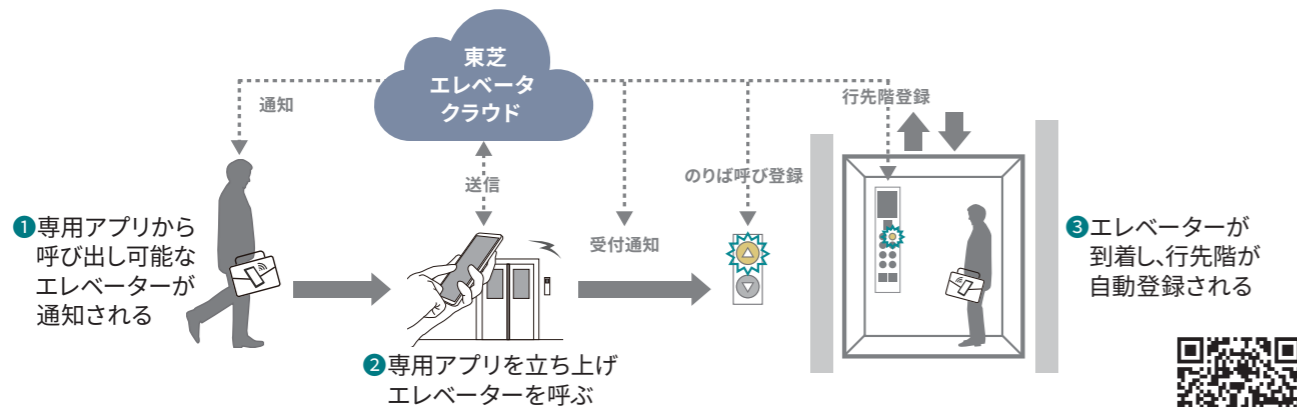 東芝
エレベータ
クラウド
通知
行先階登録
送信
のりば呼び登録
受付通知
❶専用アプリから
呼び出し可能な
エレベーターが
通知される
❷専用アプリを立ち上げ
エレベーターを呼ぶ
❸エレベーターが
到着し、行先階が
自動登録される